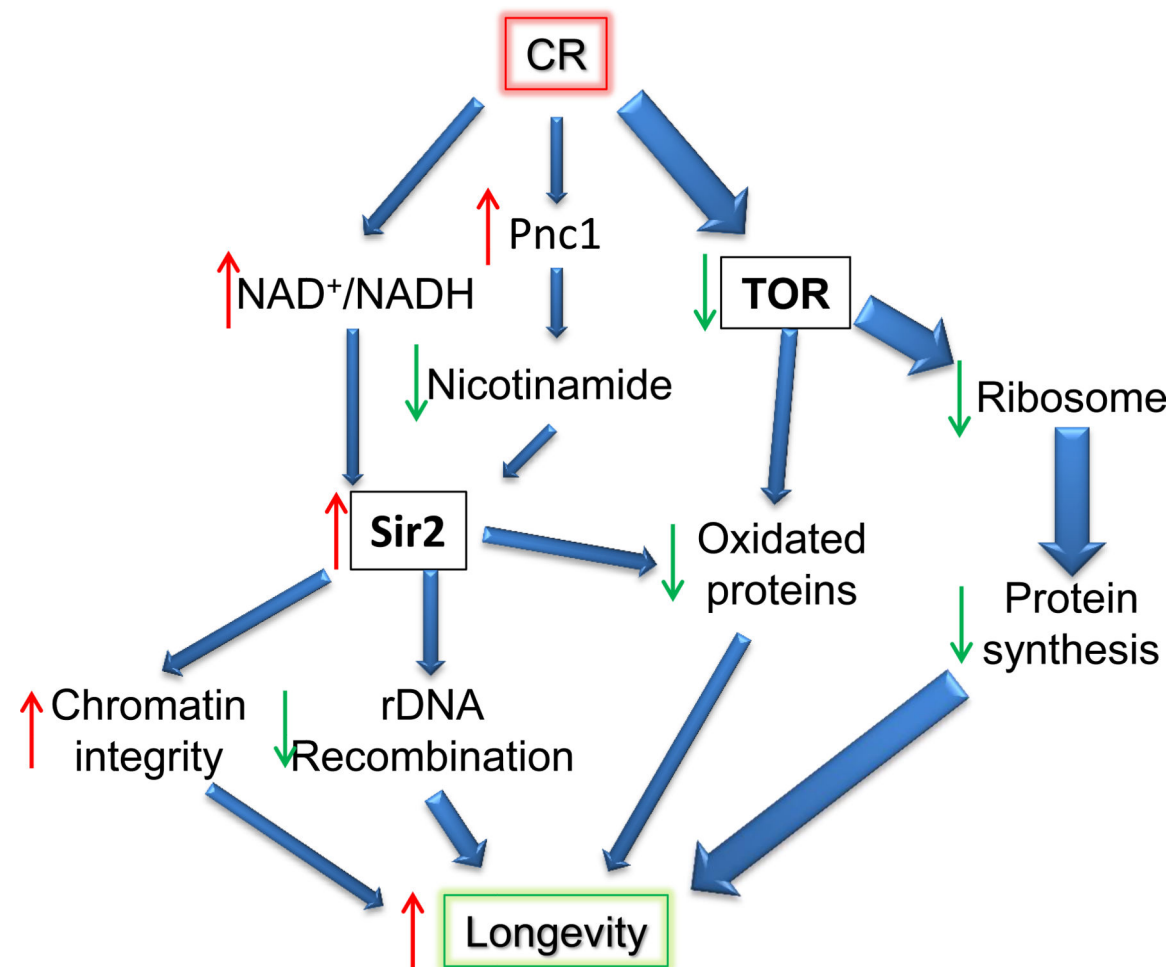 CR
Pnc1
NAD⁺/NADH
TOR
Nicotinamide
Ribosome
Sir2
Oxidated
proteins
Protein
synthesis
Chromatin
integrity
rDNA
Recombination
Longevity